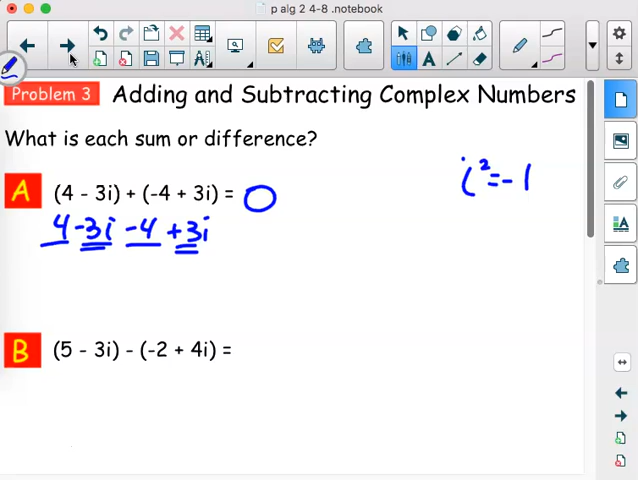 p alg 2 4-8 .notebook
A
Problem 3 Adding and Subtracting Complex Numbers
What is each sum or difference?
i² = -1
A (4 - 3i) + (-4 + 3i) = 0
4 - 3i - 4 + 3i
B (5 - 3i) - (-2 + 4i) =